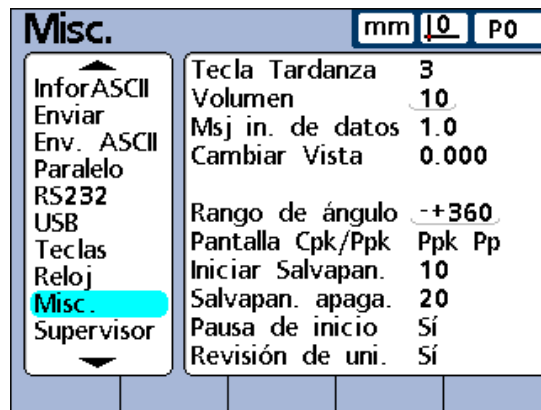 Misc.
mm 0 P0
InforASCII
Enviar
Env. ASCII
Paralelo
RS232
USB
Teclas
Reloj
Misc.
Supervisor
Tecla Tardanza 3
Volumen 10
Msj in. de datos 1.0
Cambiar Vista 0.000
Rango de ángulo -+360
Pantalla Cpk/Ppk Ppk Pp
Iniciar Salvapan. 10
Salvapan. apaga. 20
Pausa de inicio Sí
Revisión de uni. Sí